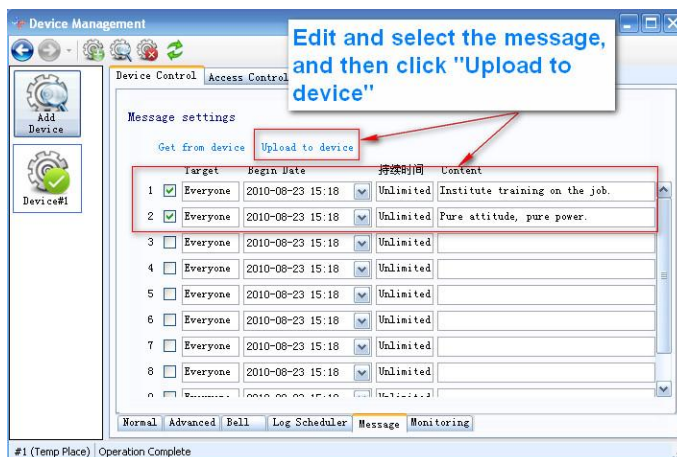 Device Management
Edit and select the message,
and then click "Upload to
device"
Add
Device
Device#1
Device Control Access Control
Message settings
Get from device Upload to device
Target Begin Date 持续时间 Content
1 Everyone 2010-08-23 15:18 Unlimited Institute training on the job.
2 Everyone 2010-08-23 15:18 Unlimited Pure attitude, pure power.
3 Everyone 2010-08-23 15:18 Unlimited
4 Everyone 2010-08-23 15:18 Unlimited
5 Everyone 2010-08-23 15:18 Unlimited
6 Everyone 2010-08-23 15:18 Unlimited
7 Everyone 2010-08-23 15:18 Unlimited
8 Everyone 2010-08-23 15:18 Unlimited
Normal Advanced Bell Log Scheduler Message Monitoring
#1 (Temp Place) Operation Complete